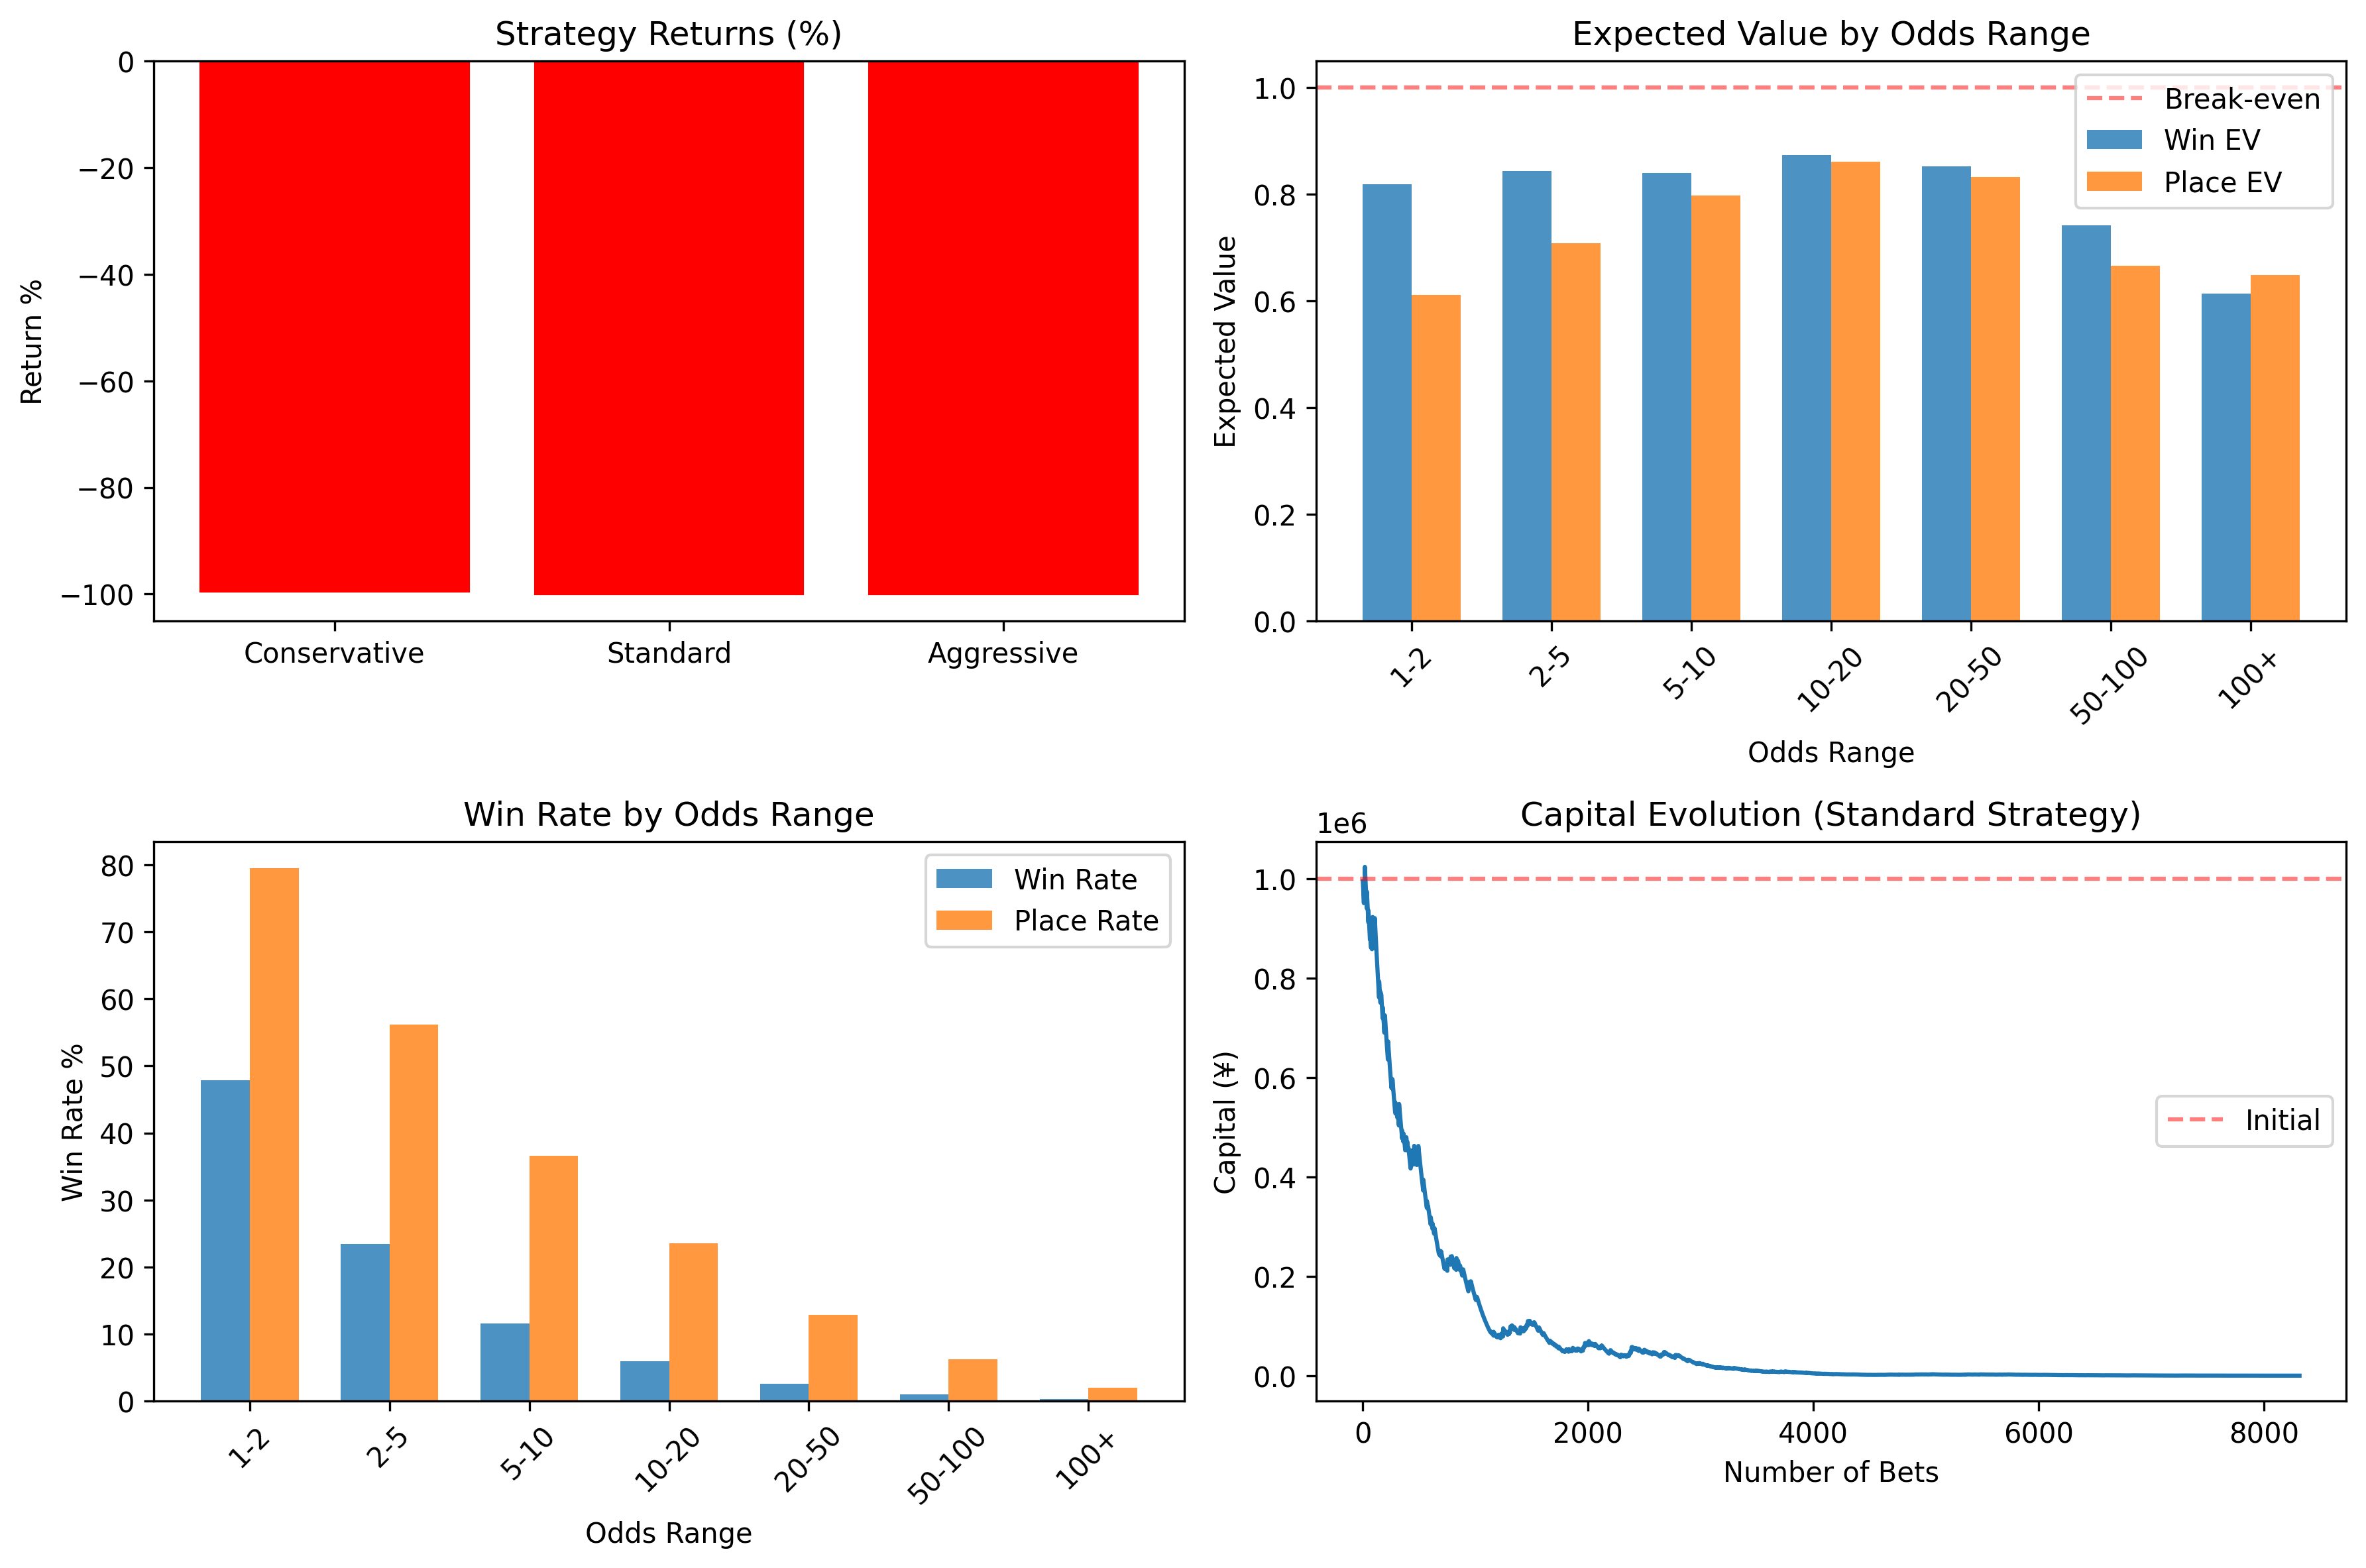 Strategy Returns (%)
0
−20
−40
−60
−80
−100
Return %
Conservative Standard Aggressive
Expected Value by Odds Range
1.0
0.8
0.6
0.4
0.2
0.0
Expected Value
Break-even
Win EV
Place EV
1-2 2-5 5-10 10-20 20-50 50-100 100+
Odds Range
Win Rate by Odds Range
80
70
60
50
40
30
20
10
0
Win Rate %
Win Rate
Place Rate
1-2 2-5 5-10 10-20 20-50 50-100 100+
Odds Range
Capital Evolution (Standard Strategy)
1e6
1.0
0.8
0.6
0.4
0.2
0.0
Capital (¥)
Initial
0 2000 4000 6000 8000
Number of Bets